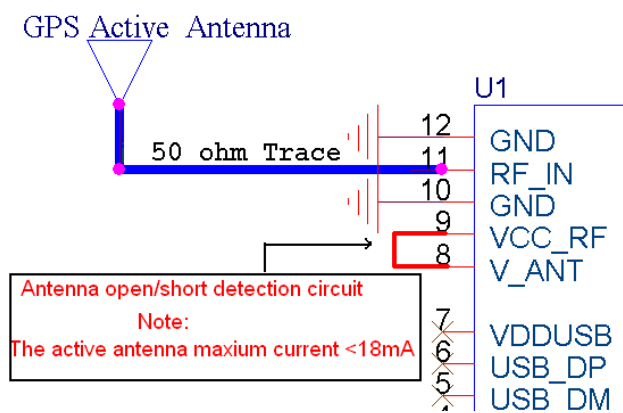 GPS Active Antenna
U1
12
GND
50 ohm Trace
11
RF_IN
10
GND
9
VCC_RF
8
V_ANT
Antenna open/short detection circuit
Note:
The active antenna maxium current <18mA
7
VDDUSB
6
USB_DP
5
USB_DM